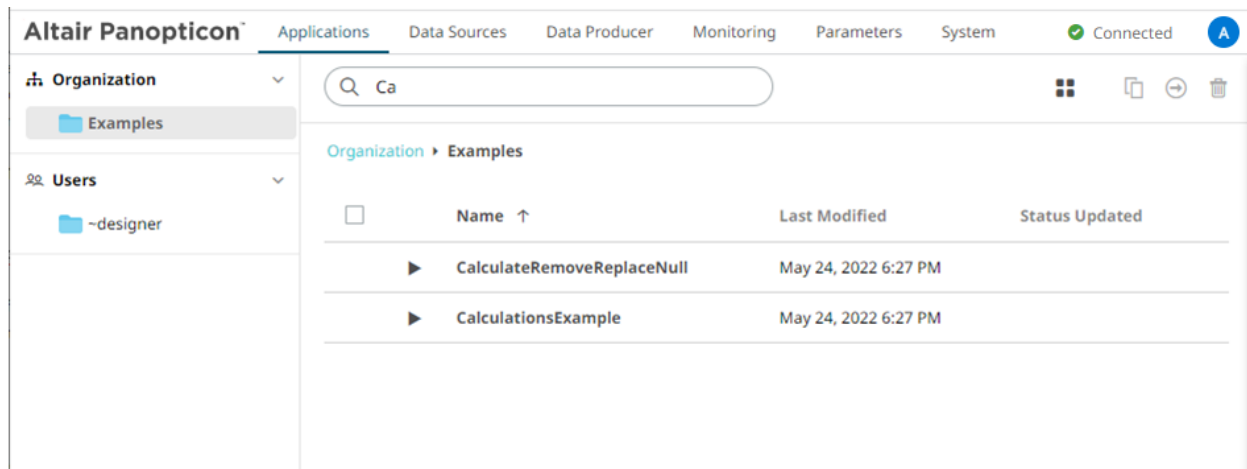 Altair Panopticon™ Applications Data Sources Data Producer Monitoring Parameters System Connected A
Organization
Examples
Users
~designer
Ca
Organization ▸ Examples
Name ↑ Last Modified Status Updated
CalculateRemoveReplaceNull May 24, 2022 6:27 PM
CalculationsExample May 24, 2022 6:27 PM